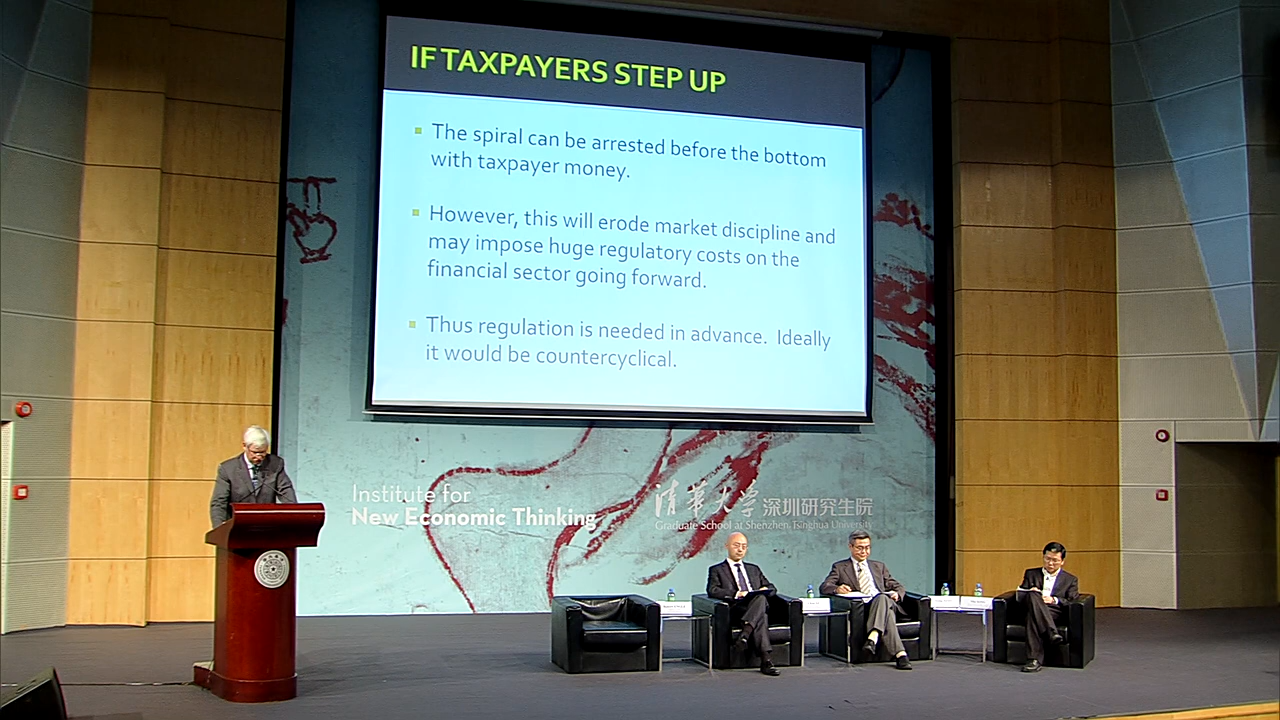 IF TAXPAYERS STEP UP
The spiral can be arrested before the bottom
with taxpayer money.
However, this will erode market discipline and
may impose huge regulatory costs on the
financial sector going forward.
Thus regulation is needed in advance. Ideally
it would be countercyclical.
Institute for
New Economic Thinking
清华大学 深圳研究生院
Graduate School at Shenzhen, Tsinghua University